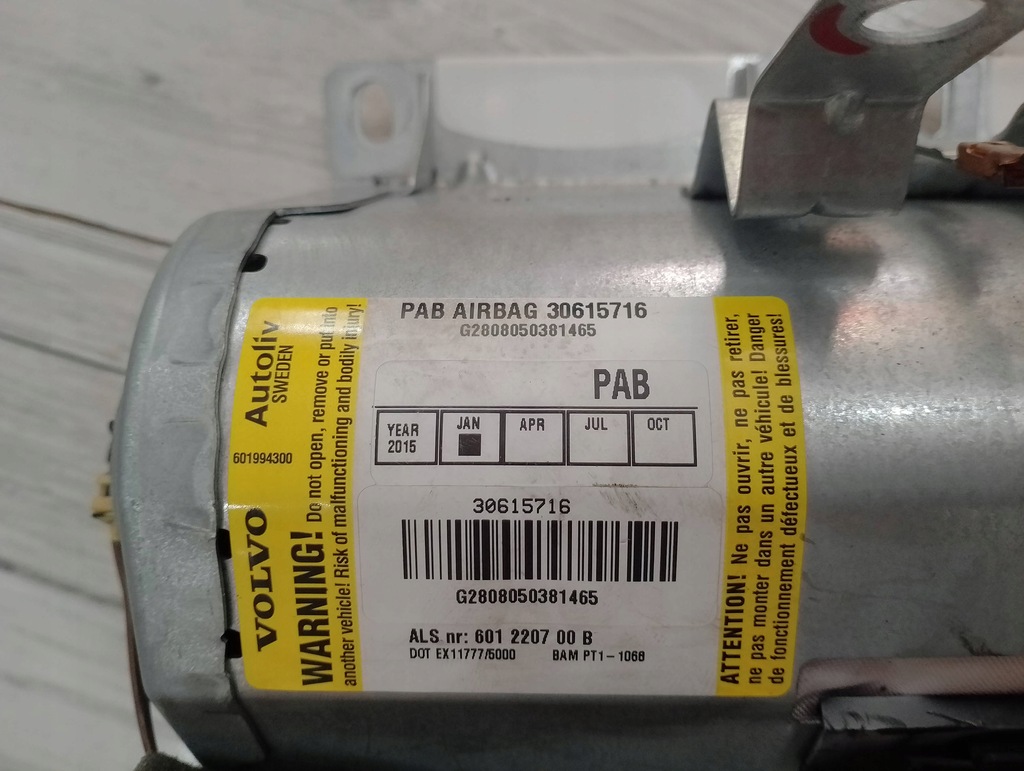 VOLVO
601994300
Autoliv
SWEDEN
WARNING! Do not open, remove or put into
another vehicle! Risk of malfunctioning and bodily injury!
PAB AIRBAG 30615716
G2808050381465
PAB
YEAR
2015
JAN
APR
JUL
OCT
30615716
G2808050381465
ALS nr: 601 2207 00 B
DOT EX11777/5000 BAM PT1-1068
ATTENTION! Ne pas ouvrir, ne pas retirer,
ne pas monter dans un autre véhicule! Danger
de fonctionnement défectueux et de blessures!